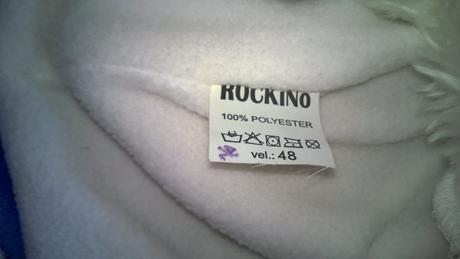 ROCKINo
100% POLYESTER
vel.: 48